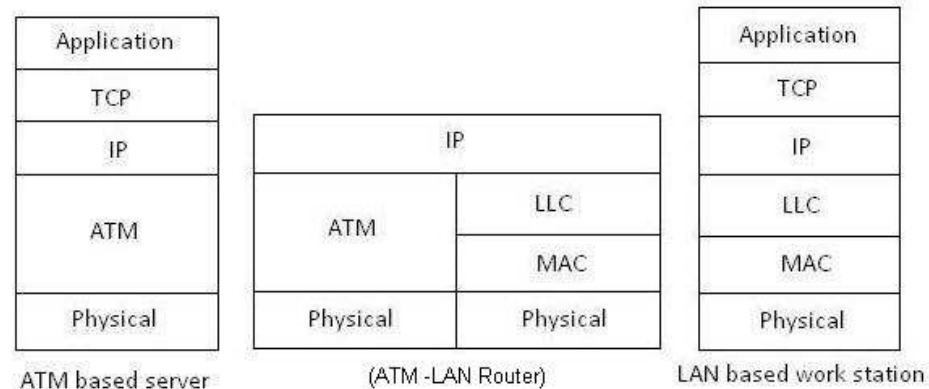 Application
TCP
IP
ATM
Physical
ATM based server
IP
ATM
LLC
MAC
Physical
Physical
(ATM -LAN Router)
Application
TCP
IP
LLC
MAC
Physical
LAN based work station